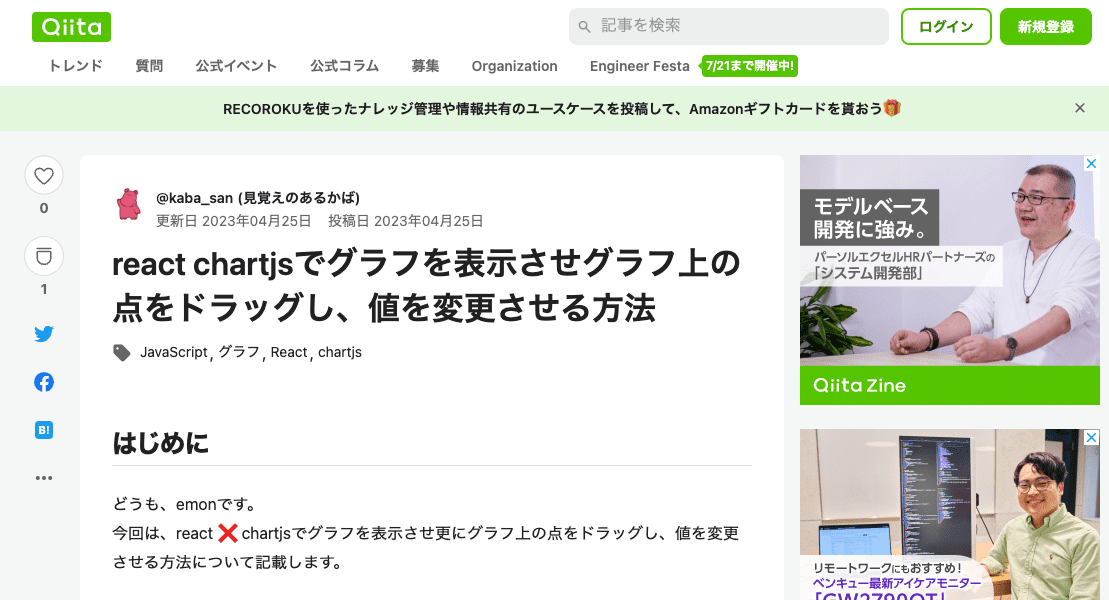 Qiita
記事を検索
ログイン
新規登録
トレンド 質問 公式イベント 公式コラム 募集 Organization Engineer Festa 7/21まで開催中!
RECOROKUを使ったナレッジ管理や情報共有のユースケースを投稿して、Amazonギフトカードを貰おう🎁
0
1
B!
@kaba_san (見覚えのあるかば)
更新日 2023年04月25日 投稿日 2023年04月25日
react chartjsでグラフを表示させグラフ上の
点をドラッグし、値を変更させる方法
JavaScript, グラフ, React, chartjs
はじめに
どうも、emonです。
今回は、react ❌ chartjsでグラフを表示させ更にグラフ上の点をドラッグし、値を変更
させる方法について記載します。
モデルベース
開発に強み。
パーソルエクセルHRパートナーズの
「システム開発部」
Qiita Zine
リモートワークにもおすすめ!
ベンキュー最新アイケアモニター
「GW2790QT」